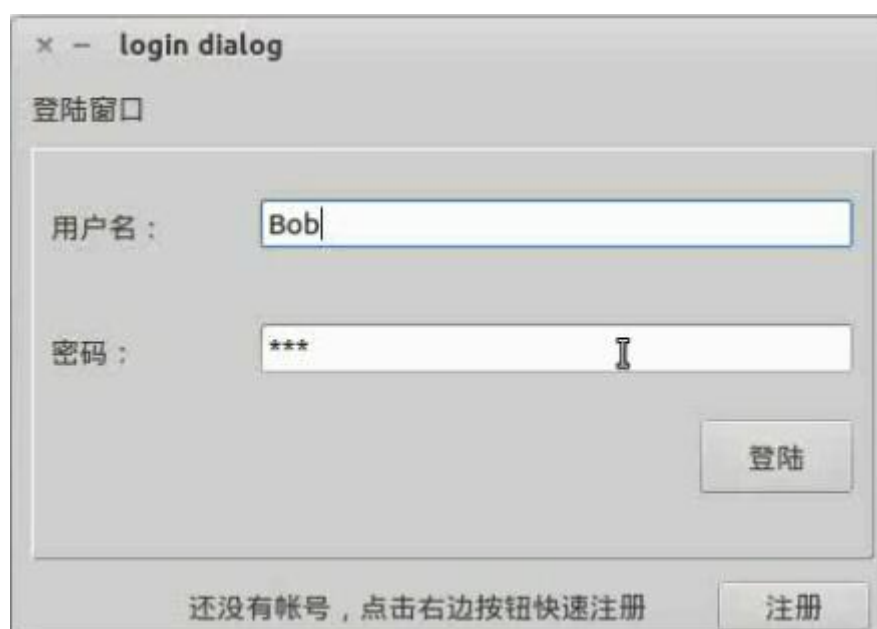 × – login dialog
登陆窗口
用户名： Bob
密码： ***
登陆
还没有帐号，点击右边按钮快速注册 注册